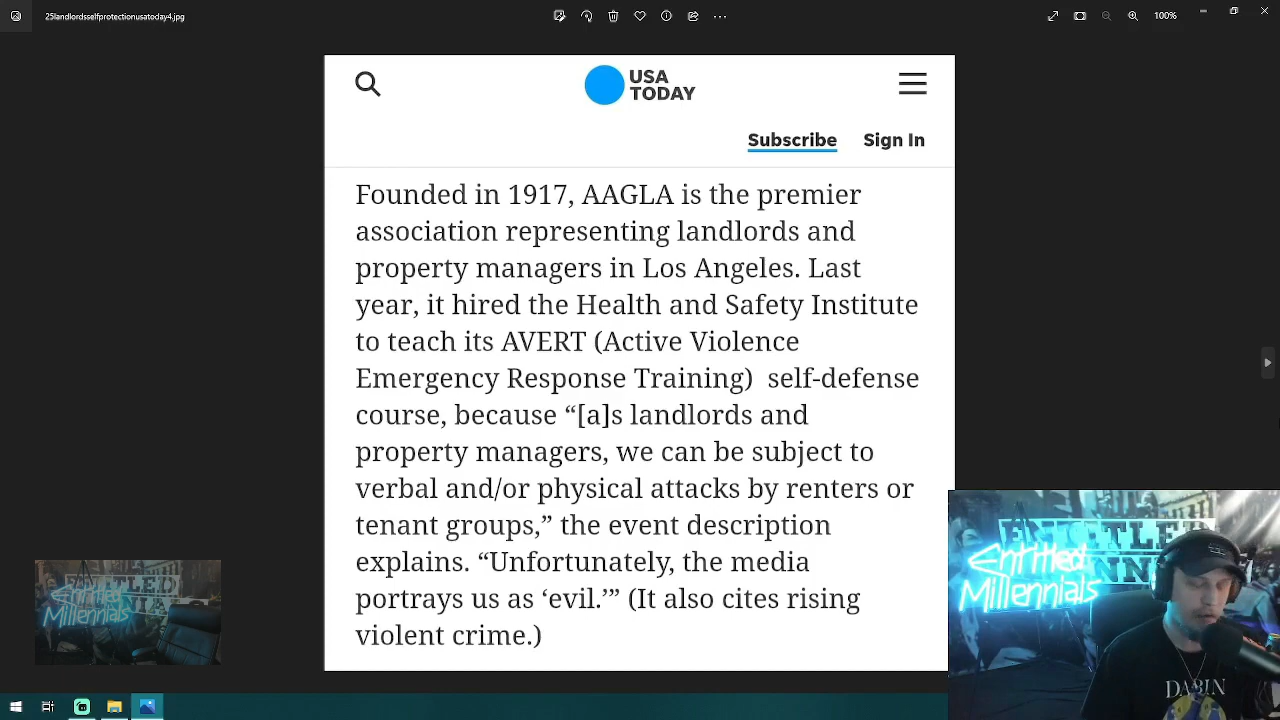 25landlordselfprotectionusatoday4.jpg
100%
USA
TODAY
Subscribe
Sign In
Founded in 1917, AAGLA is the premier
association representing landlords and
property managers in Los Angeles. Last
year, it hired the Health and Safety Institute
to teach its AVERT (Active Violence
Emergency Response Training)  self-defense
course, because “[a]s landlords and
property managers, we can be subject to
verbal and/or physical attacks by renters or
tenant groups,” the event description
explains. “Unfortunately, the media
portrays us as ‘evil.’” (It also cites rising
violent crime.)
Entitled
Millennials
Entitled
Millennials
DABIN